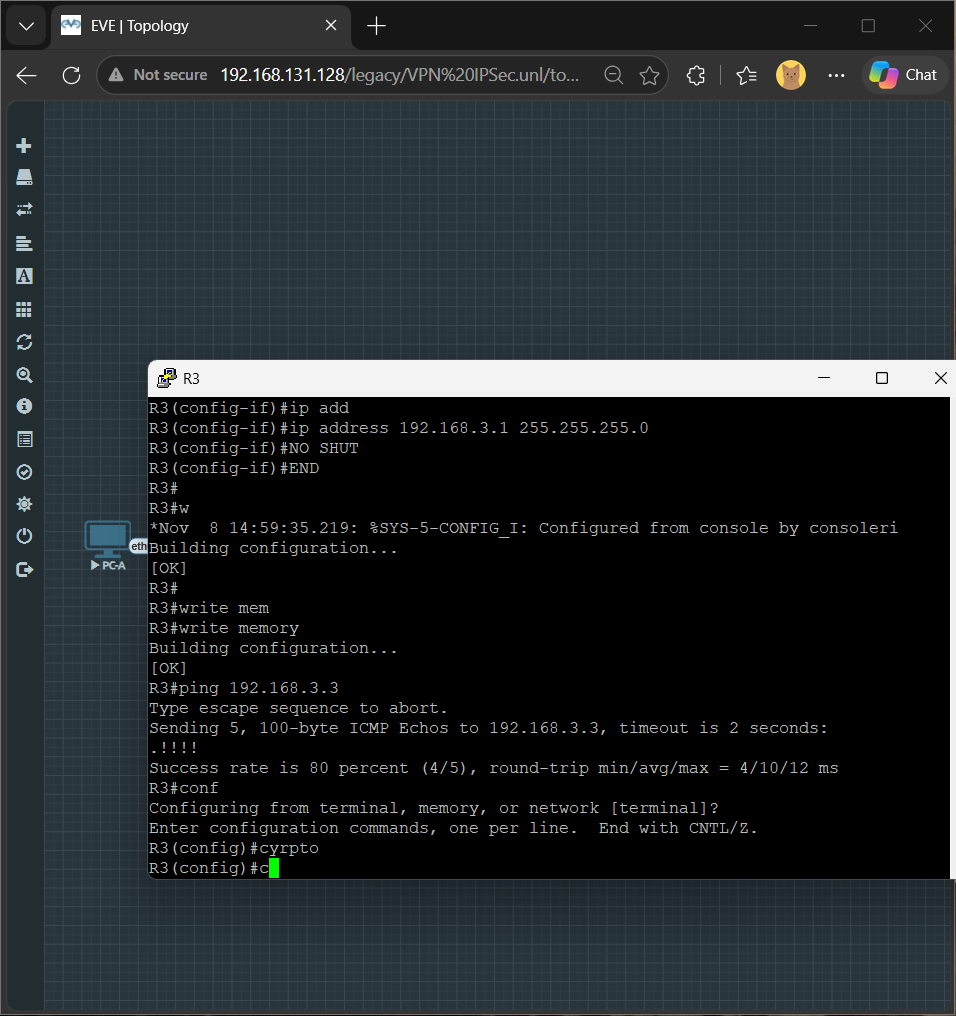 EVE | Topology
Not secure 192.168.131.128/legacy/VPN%20IPSec.unl/to...
Chat
R3
R3(config-if)#ip add
R3(config-if)#ip address 192.168.3.1 255.255.255.0
R3(config-if)#NO SHUT
R3(config-if)#END
R3#
R3#w
*Nov  8 14:59:35.219: %SYS-5-CONFIG_I: Configured from console by consoleri
Building configuration...
[OK]
R3#
R3#write mem
R3#write memory
Building configuration...
[OK]
R3#ping 192.168.3.3
Type escape sequence to abort.
Sending 5, 100-byte ICMP Echos to 192.168.3.3, timeout is 2 seconds:
.!!!!
Success rate is 80 percent (4/5), round-trip min/avg/max = 4/10/12 ms
R3#conf
Configuring from terminal, memory, or network [terminal]?
Enter configuration commands, one per line.  End with CNTL/Z.
R3(config)#cyrpto
R3(config)#c
eth
PC-A